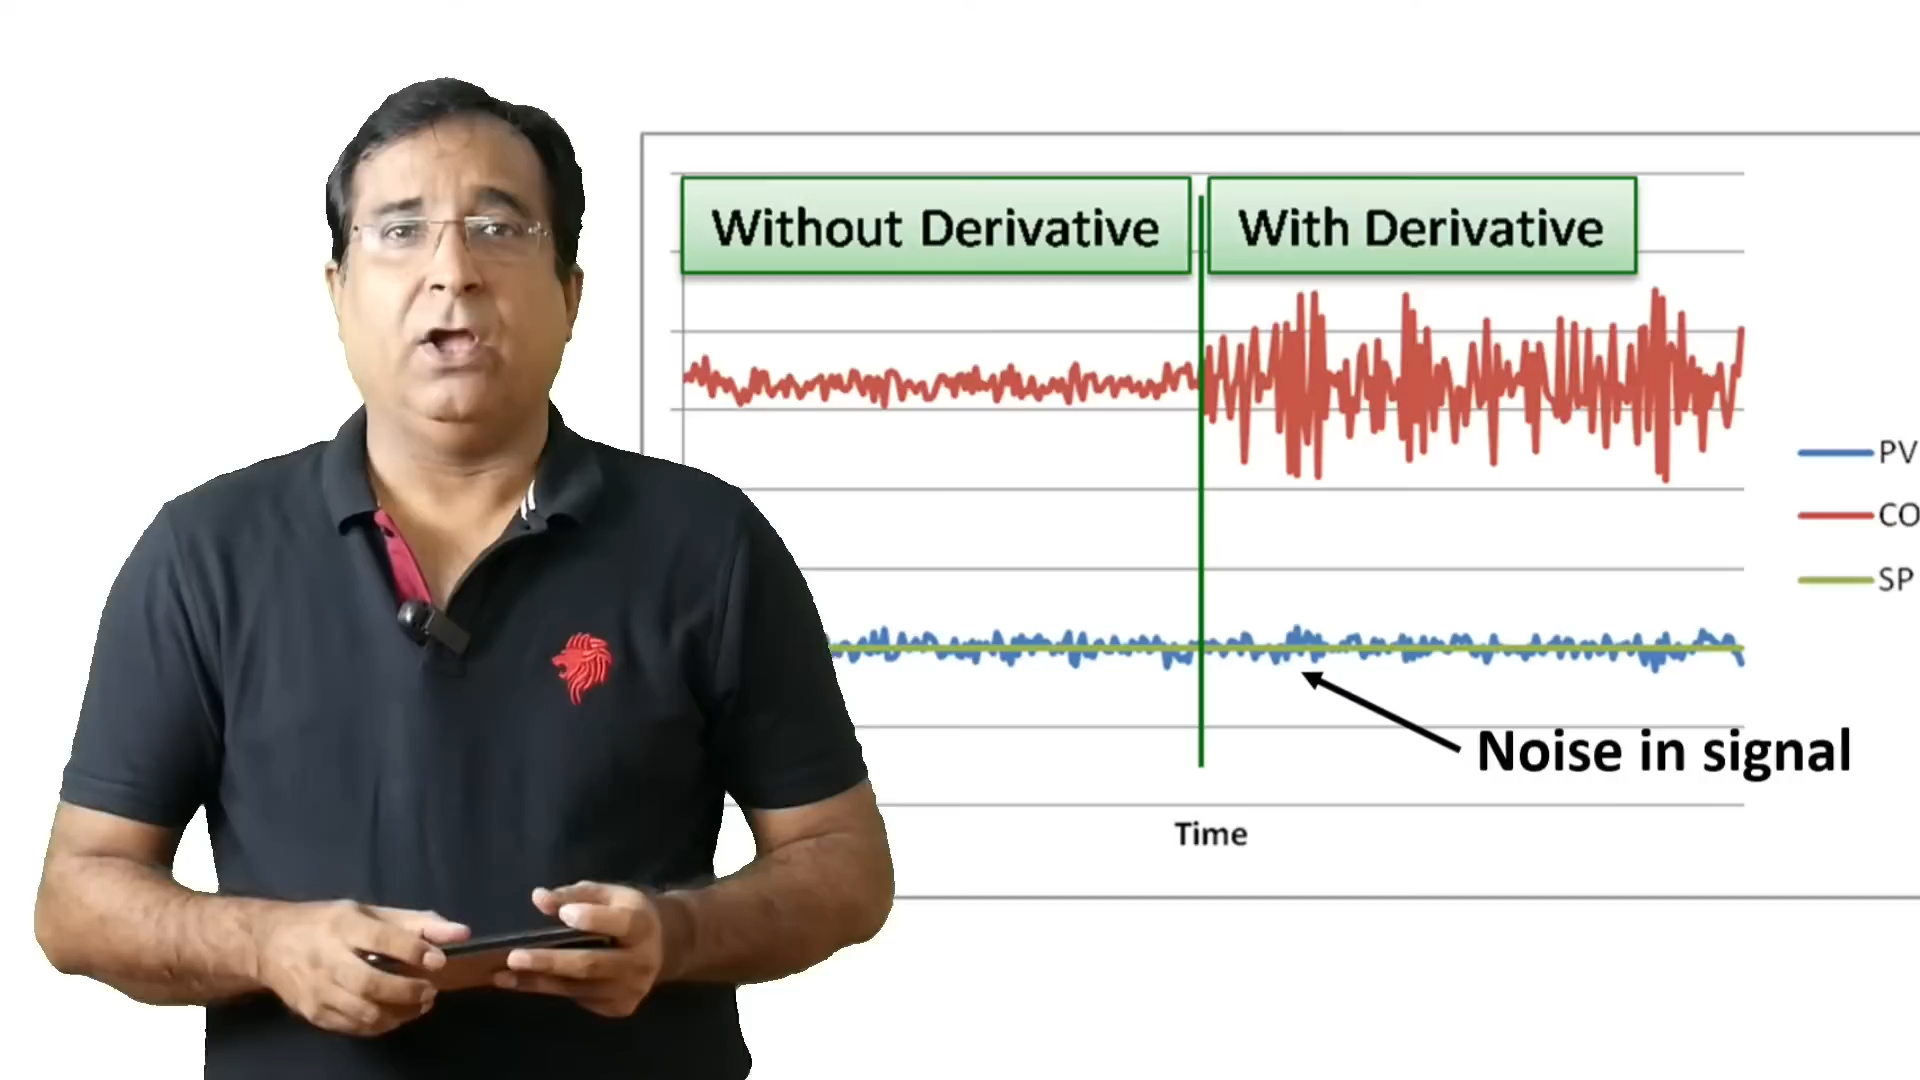 Without Derivative
With Derivative
PV
CO
SP
Noise in signal
Time